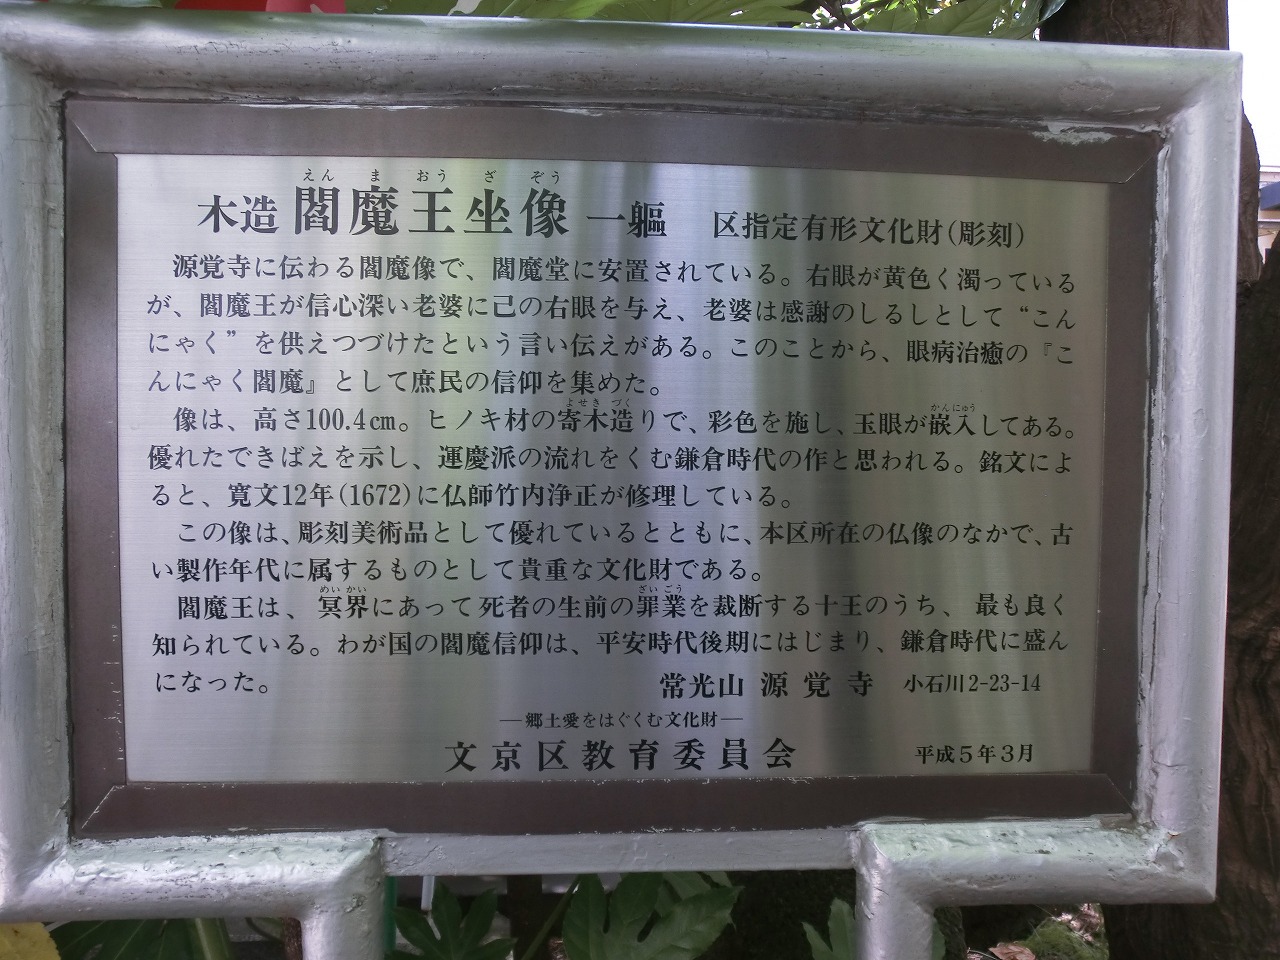 えんまおうざぞう
木造 閻魔王坐像 一軀 区指定有形文化財(彫刻)
源覚寺に伝わる閻魔像で、閻魔堂に安置されている。右眼が黄色く濁っている
が、閻魔王が信心深い老婆に己の右眼を与え、老婆は感謝のしるしとして“こん
にゃく”を供えつづけたという言い伝えがある。このことから、眼病治癒の『こ
んにゃく閻魔』として庶民の信仰を集めた。
よせきづく かんにゅう
像は、高さ100.4cm。ヒノキ材の寄木造りで、彩色を施し、玉眼が嵌入してある。
優れたできばえを示し、運慶派の流れをくむ鎌倉時代の作と思われる。銘文によ
ると、寛文12年(1672)に仏師竹内浄正が修理している。
この像は、彫刻美術品として優れているとともに、本区所在の仏像のなかで、古
い製作年代に属するものとして貴重な文化財である。
めいかい ざいごう
閻魔王は、冥界にあって死者の生前の罪業を裁断する十王のうち、最も良く
知られている。わが国の閻魔信仰は、平安時代後期にはじまり、鎌倉時代に盛ん
になった。 常光山 源覚寺 小石川2-23-14
―郷土愛をはぐくむ文化財―
文京区教育委員会 平成5年3月